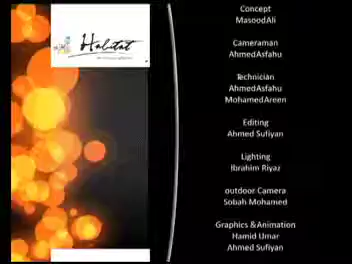 Habitat
Concept
MasoodAli
Cameraman
AhmedAsfahu
Technician
AhmedAsfahu
MohamedAreen
Editing
Ahmed Sufiyan
Lighting
Ibrahim Riyaz
outdoor Camera
Sobah Mohamed
Graphics &Animation
Hamid Umar
Ahmed Sufiyan